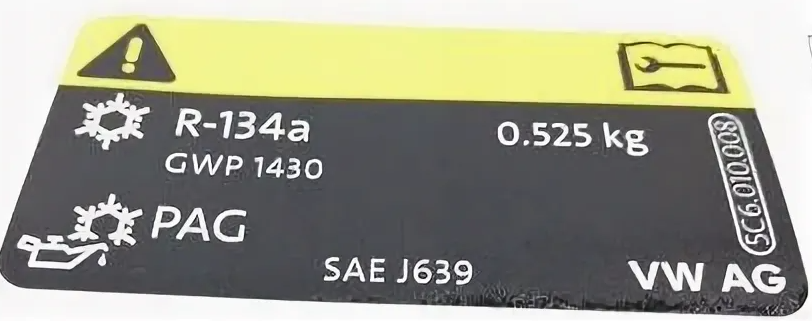 R-134a 0.525 kg
GWP 1430
PAG
SAE J639
VW AG
5C6.010.008